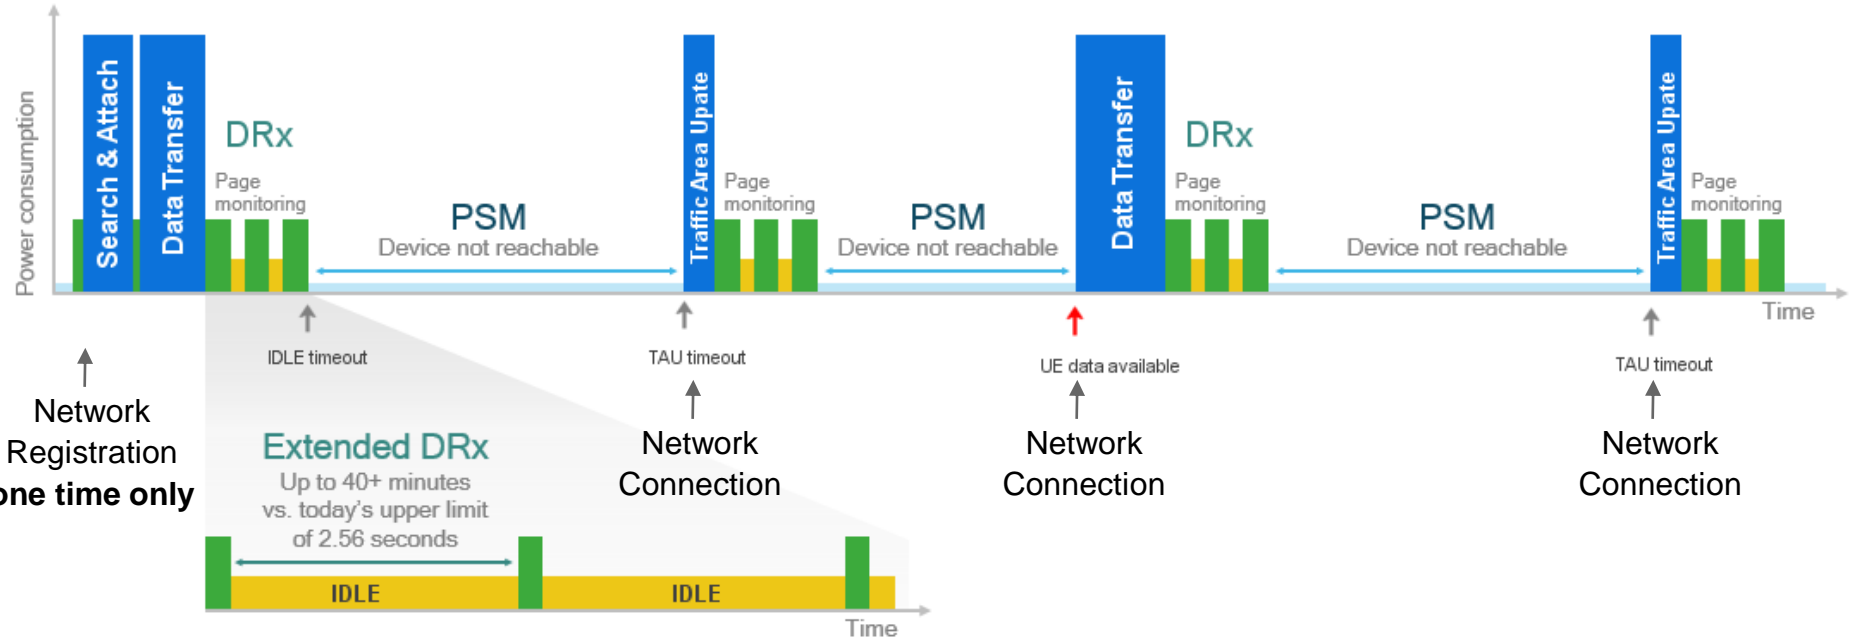 Power consumption
Search & Attach
Data Transfer
DRx
Page
monitoring
PSM
Device not reachable
Traffic Area Upate
Page
monitoring
PSM
Device not reachable
Data Transfer
DRx
Page
monitoring
PSM
Device not reachable
Traffic Area Upate
Page
monitoring
Time
IDLE timeout
TAU timeout
UE data available
TAU timeout
Network
Registration
one time only
Network
Connection
Network
Connection
Network
Connection
Extended DRx
Up to 40+ minutes
vs. today's upper limit
of 2.56 seconds
IDLE
IDLE
Time